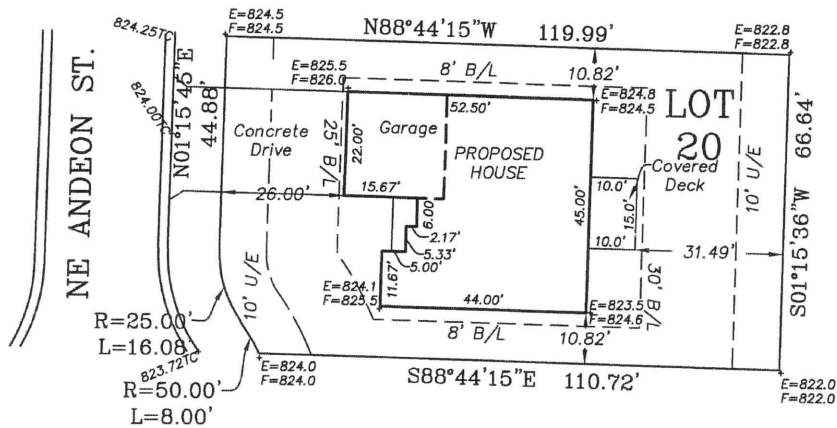 824.25TC
E=824.5
F=824.5
N88°44'15"W 119.99'
E=822.8
F=822.8
NE ANDEON ST.
824.00TC
N01°15'45"E
44.88'
E=825.5
F=826.0
8' B/L
10.82'
E=824.8
F=824.5
LOT
20
52.50'
Concrete
Drive
25' B/L
Garage
22.00'
PROPOSED
HOUSE
Covered
Deck
10' U/E
S01°15'36"W 66.64'
26.00'
15.67'
6.00'
2.17'
5.33'
5.00'
11.67'
45.00'
10.0'
15.0'
10.0'
31.49'
30' B/L
E=824.1
F=825.5
44.00'
E=823.5
F=824.6
8' B/L
10.82'
10' U/E
R=25.00'
L=16.08'
823.72TC
R=50.00'
L=8.00'
E=824.0
F=824.0
S88°44'15"E 110.72'
E=822.0
F=822.0